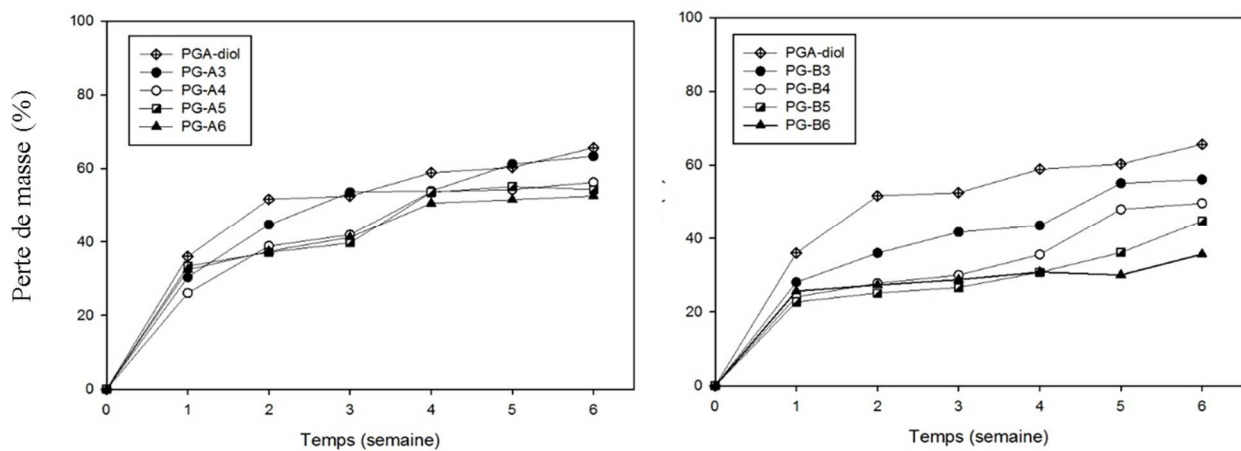 100
80
60
40
20
0
Perte de masse (%)
PGA-diol
PG-A3
PG-A4
PG-A5
PG-A6
0 1 2 3 4 5 6
Temps (semaine)
100
80
60
40
20
0
PGA-diol
PG-B3
PG-B4
PG-B5
PG-B6
0 1 2 3 4 5 6
Temps (semaine)